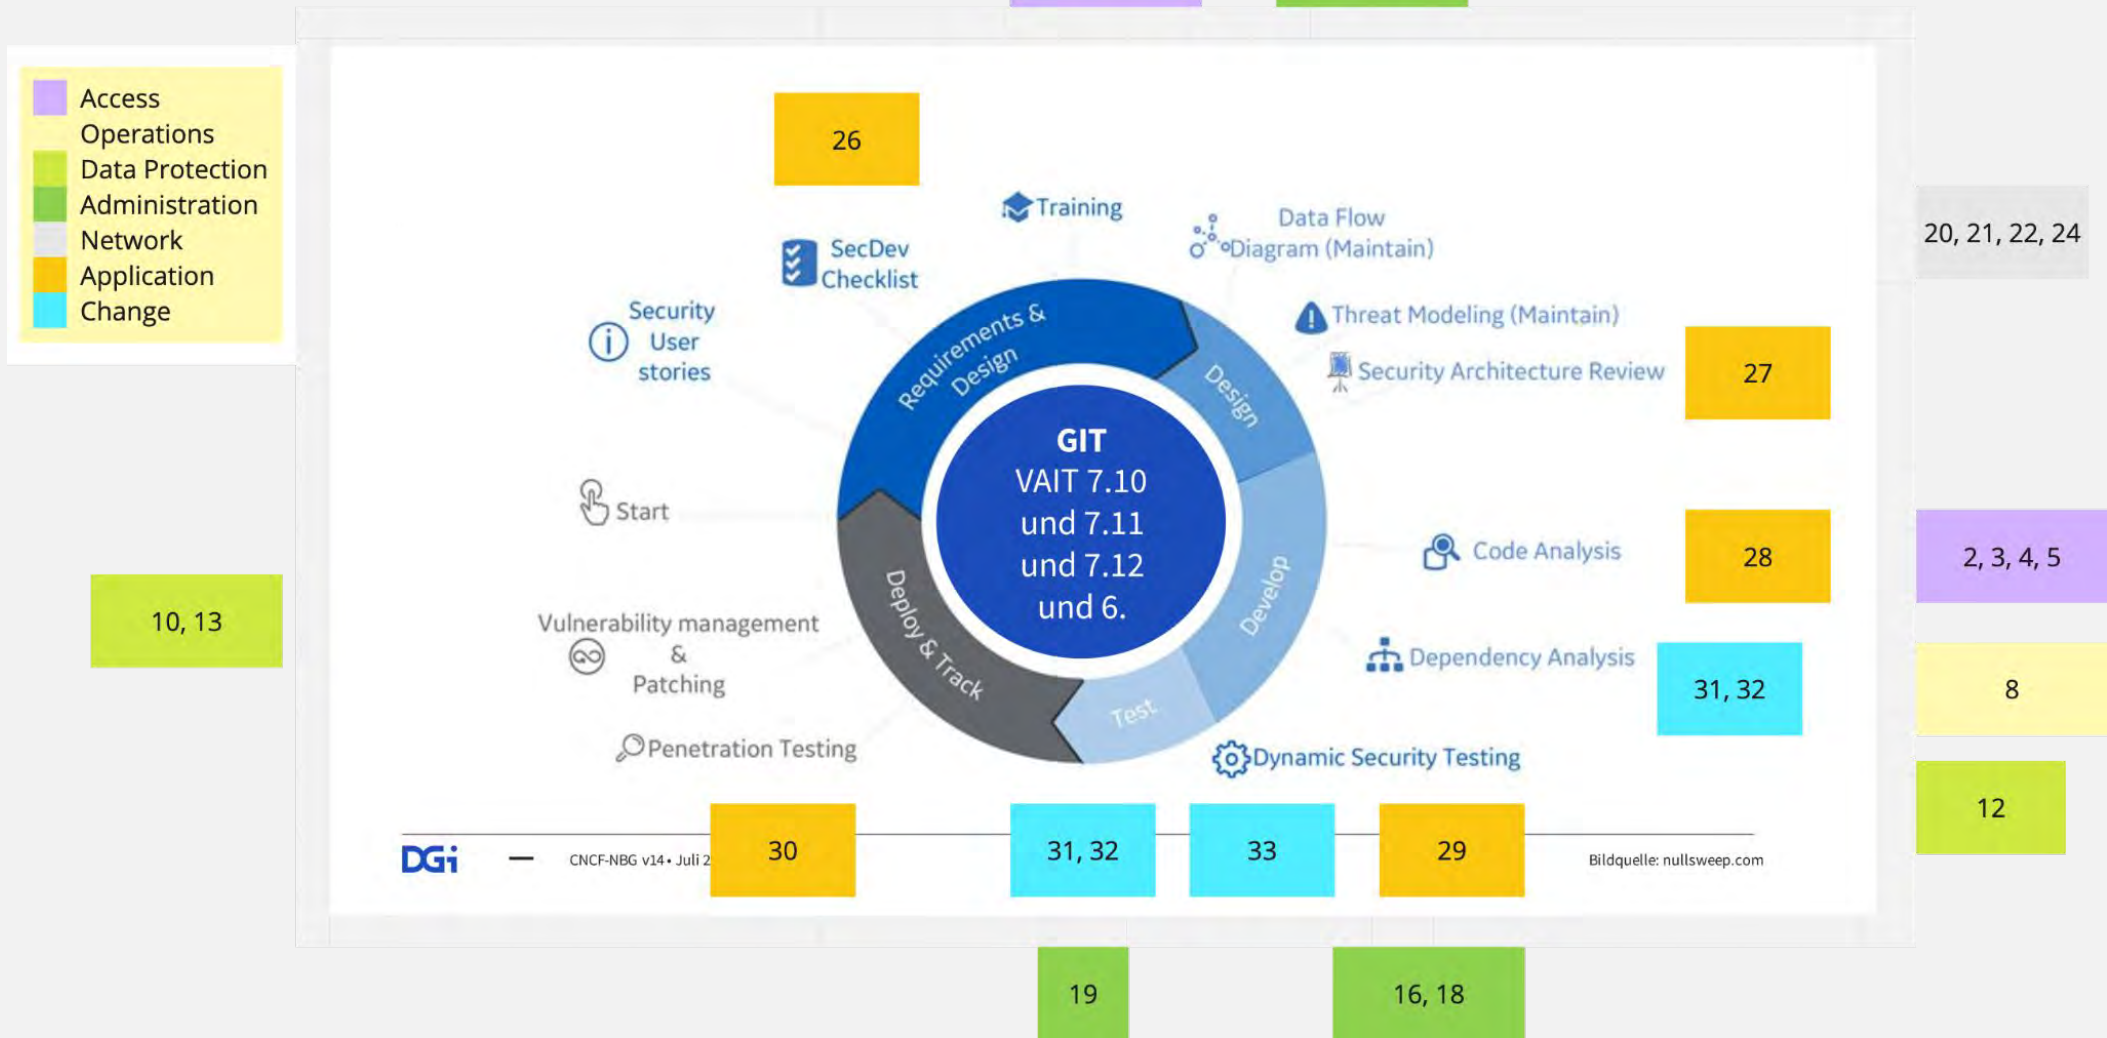 Access
Operations
Data Protection
Administration
Network
Application
Change
26
Training
Data Flow
Diagram (Maintain)
SecDev
Checklist
20, 21, 22, 24
Security
User
stories
Threat Modeling (Maintain)
Security Architecture Review
27
Requirements &
Design
Design
GIT
VAIT 7.10
und 7.11
und 7.12
und 6.
Start
Code Analysis
28
2, 3, 4, 5
Develop
Deploy & Track
10, 13
Vulnerability management
&
Patching
Dependency Analysis
31, 32
8
Test
Penetration Testing
Dynamic Security Testing
12
DGi
— CNCF-NBG v14 • Juli 2
30
31, 32
33
29
Bildquelle: nullsweep.com
19
16, 18